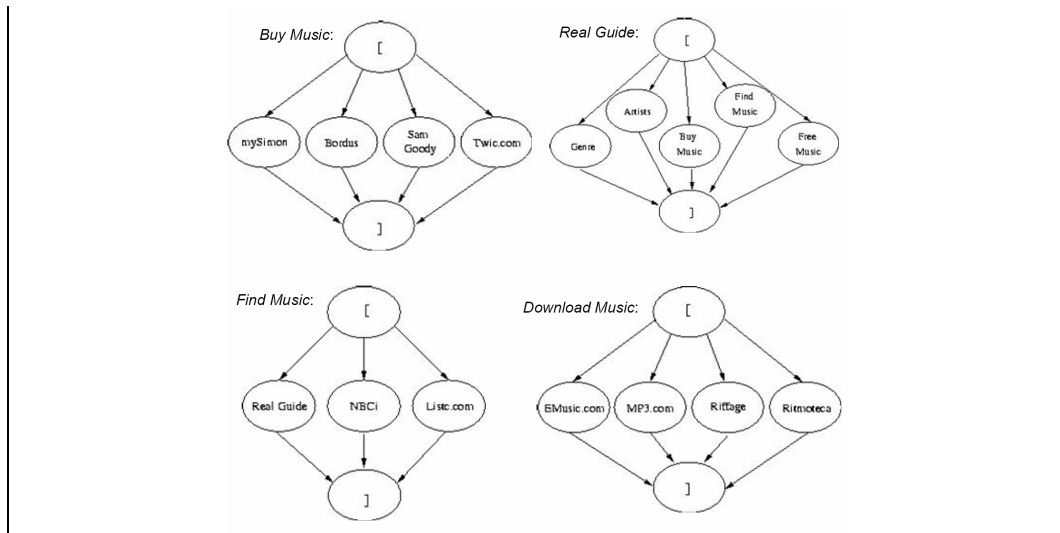 Buy Music:
[
mySimon
Bordus
Sam
Goody
Twic.com
]
Real Guide:
[
Artists
Find
Music
Genre
Buy
Music
Free
Music
]
Find Music:
[
Real Guide
NBCi
Listc.com
]
Download Music:
[
EMusic.com
MP3.com
Riffage
Ritmoteca
]